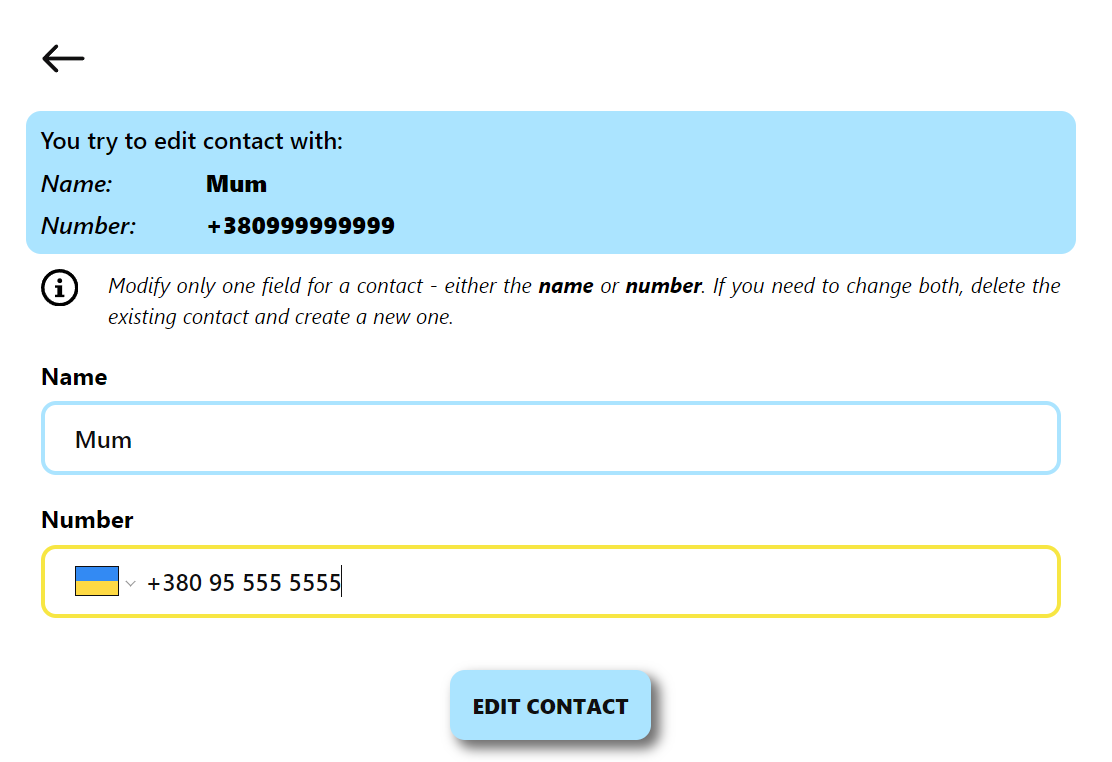 You try to edit contact with:
Name: Mum
Number: +380999999999
Modify only one field for a contact - either the name or number. If you need to change both, delete the
existing contact and create a new one.
Name
Mum
Number
+380 95 555 5555
EDIT CONTACT